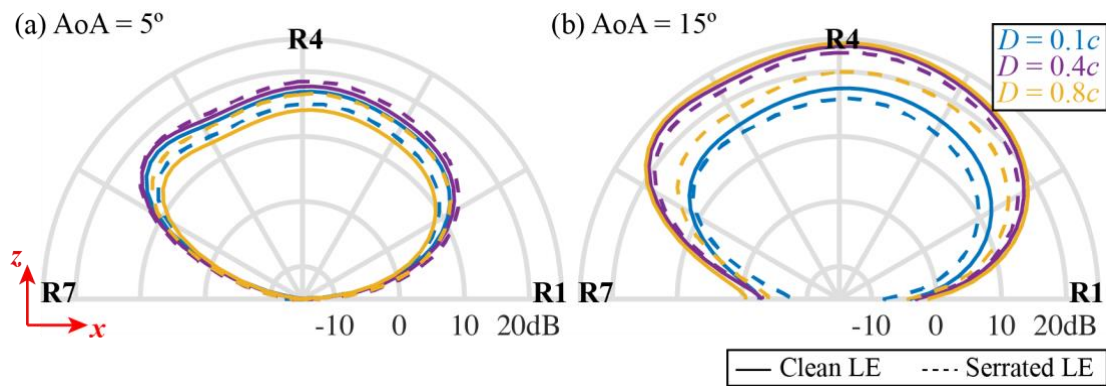 (a) AoA = 5º
(b) AoA = 15º
R4
R4
D = 0.1c
D = 0.4c
D = 0.8c
z
R7
R1
R7
R1
x
-10 0 10 20dB
-10 0 10 20dB
Clean LE
Serrated LE